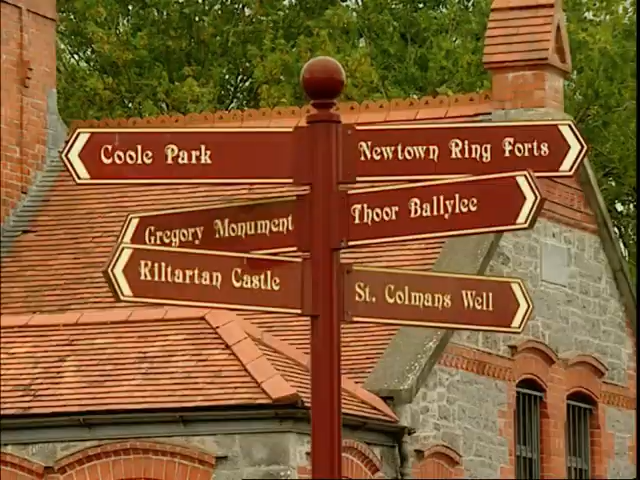 Coole Park
Newtown Ring Forts
Thoor Ballylee
Gregory Monument
Kiltartan Castle
St. Colmans Well